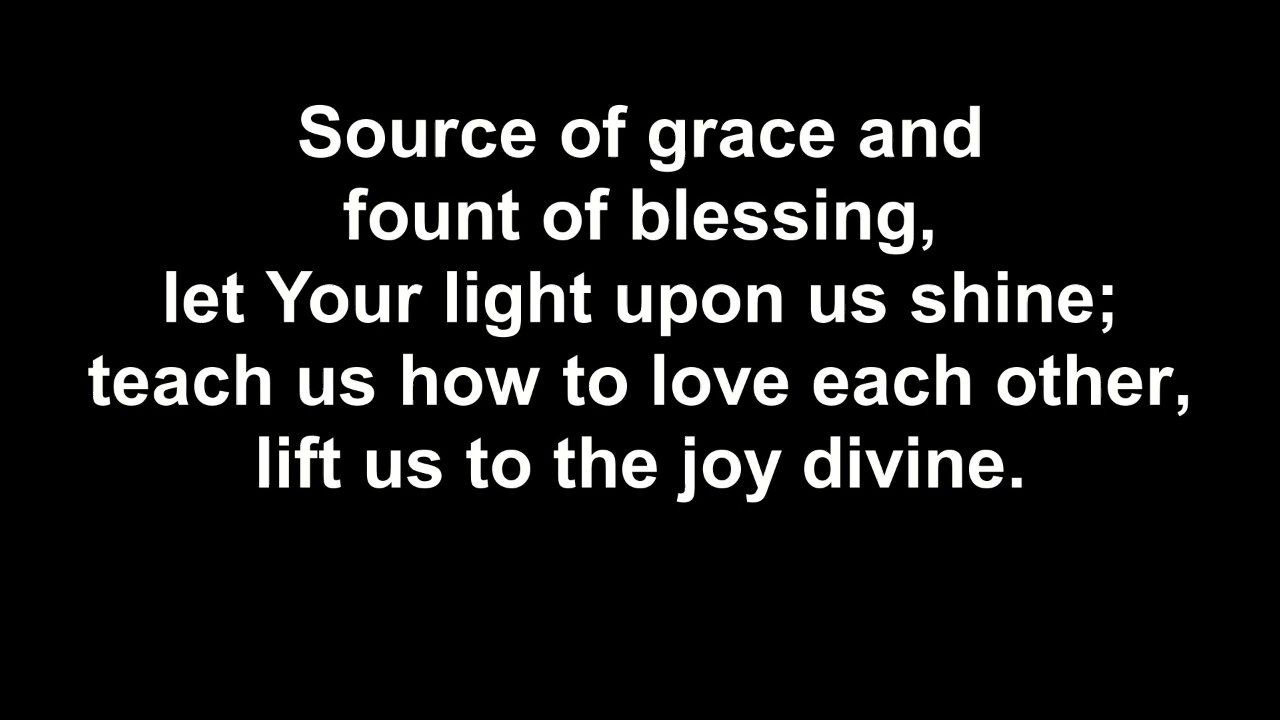 Source of grace and
fount of blessing,
let Your light upon us shine;
teach us how to love each other,
lift us to the joy divine.